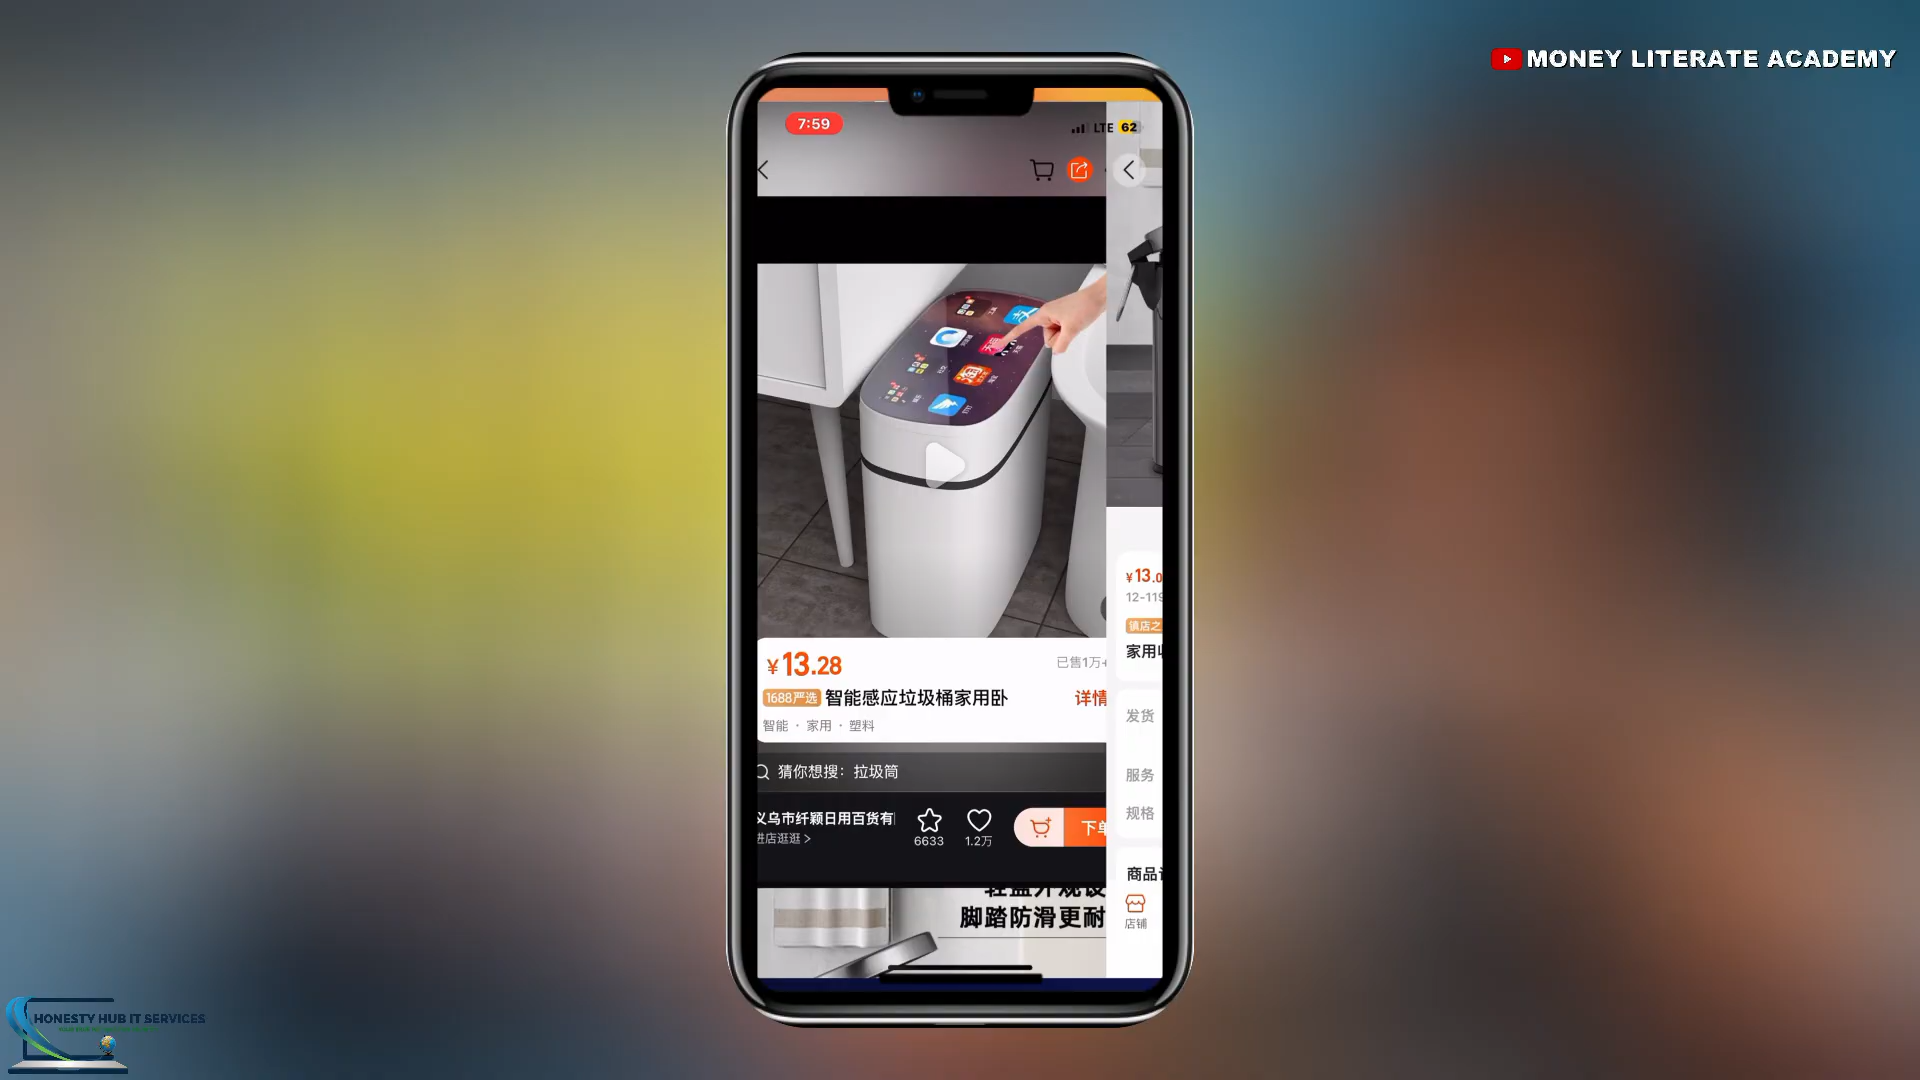 MONEY LITERATE ACADEMY
7:59
LTE 62
¥13.28
已售1万+
1688严选 智能感应垃圾桶家用卧
详情
智能 · 家用 · 塑料
猜你想搜：拉圾筒
义乌市纤颖日用百货有
进店逛逛 >
6633
1.2万
下单
脚踏防滑更耐
¥13.0
12-119
镇店之
家用
发货
服务
规格
商品
店铺
HONESTY HUB IT SERVICES